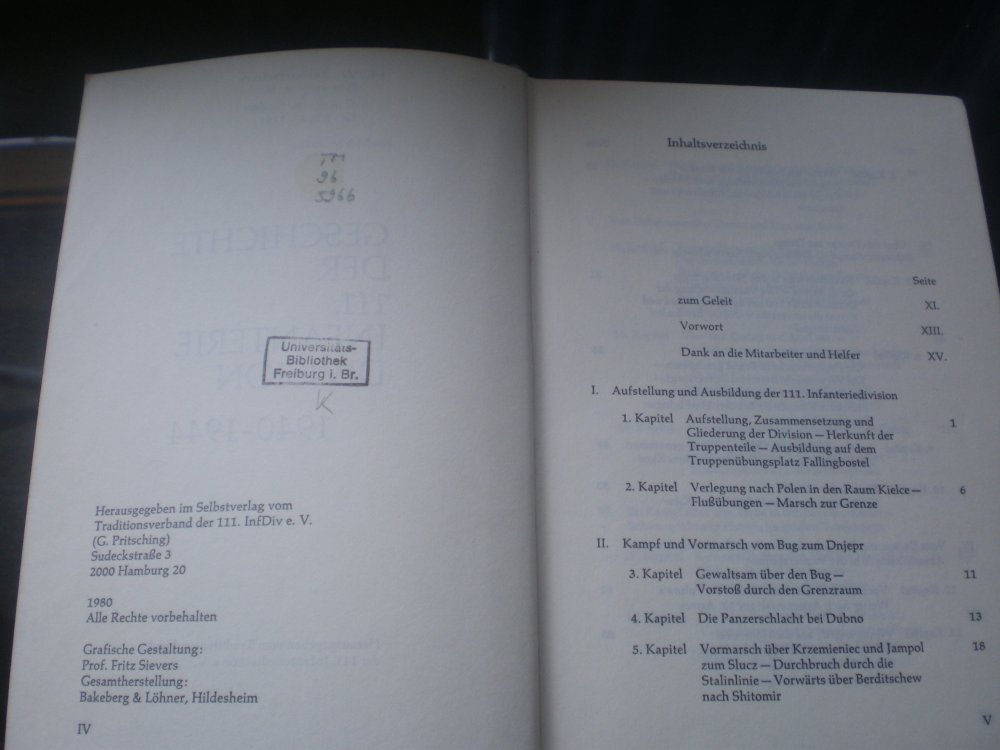 T11
96
5966
Universitäts-
Bibliothek
Freiburg i. Br.
K
Herausgegeben im Selbstverlag vom
Traditionsverband der 111. InfDiv e. V.
(G. Pritsching)
Sudeckstraße 3
2000 Hamburg 20
1980
Alle Rechte vorbehalten
Grafische Gestaltung:
Prof. Fritz Sievers
Gesamtherstellung:
Bakeberg & Löhner, Hildesheim
IV
Inhaltsverzeichnis
Seite
zum Geleit XI.
Vorwort XIII.
Dank an die Mitarbeiter und Helfer XV.
I. Aufstellung und Ausbildung der 111. Infanteriedivision
1. Kapitel Aufstellung, Zusammensetzung und 1
Gliederung der Division — Herkunft der
Truppenteile — Ausbildung auf dem
Truppenübungsplatz Fallingbostel
2. Kapitel Verlegung nach Polen in den Raum Kielce — 6
Flußübungen — Marsch zur Grenze
II. Kampf und Vormarsch vom Bug zum Dnjepr
3. Kapitel Gewaltsam über den Bug — 11
Vorstoß durch den Grenzraum
4. Kapitel Die Panzerschlacht bei Dubno 13
5. Kapitel Vormarsch über Krzemieniec und Jampol 18
zum Slucz — Durchbruch durch die
Stalinlinie — Vorwärts über Berditschew
nach Shitomir
V